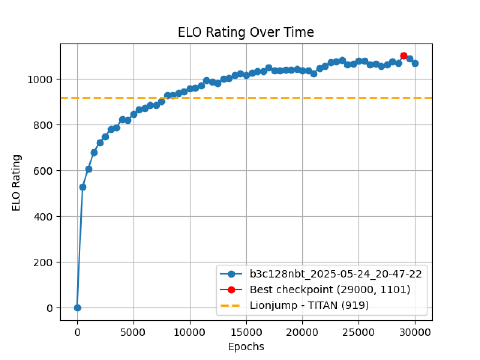 ELO Rating Over Time
ELO Rating
1000
800
600
400
200
0
b3c128nbt_2025-05-24_20-47-22
Best checkpoint (29000, 1101)
Lionjump - TITAN (919)
0
5000
10000
15000
20000
25000
30000
Epochs